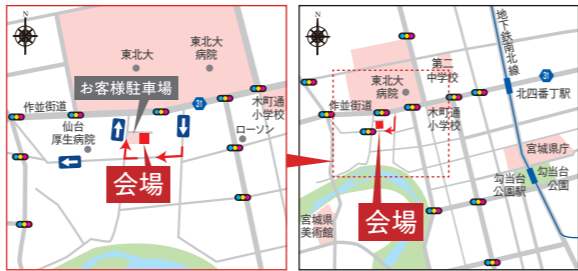 N
東北大
東北大
病院
お客様駐車場
作並街道
31
木町通
小学校
仙台
厚生病院
ローソン
会場
N
地下鉄南北線
第二
中学校
東北大
病院
31
北四番丁駅
作並街道
木町通
小学校
宮城県庁
勾当台
公園駅
勾当台
公園
会場
宮城県
美術館